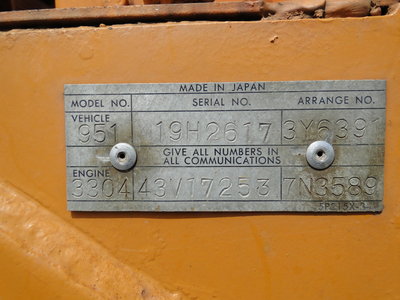 MADE IN JAPAN
MODEL NO. SERIAL NO. ARRANGE NO.
VEHICLE
951 19H2617 3Y6391
GIVE ALL NUMBERS IN
ALL COMMUNICATIONS
ENGINE
3304 43V17253 7N3589